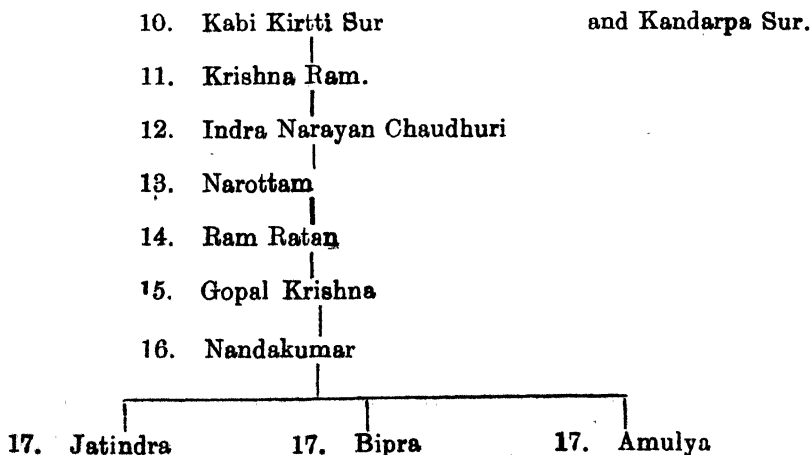 10. Kabi Kirtti Sur and Kandarpa Sur.
11. Krishna Ram.
12. Indra Narayan Chaudhuri
13. Narottam
14. Ram Ratan
15. Gopal Krishna
16. Nandakumar
17. Jatindra 17. Bipra 17. Amulya